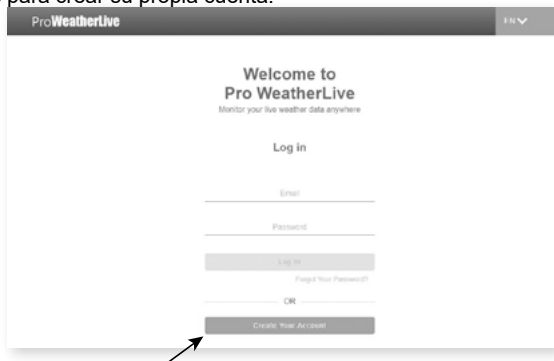 para crear su propia cuenta.
ProWeatherLive
EN
Welcome to
Pro WeatherLive
Monitor your live weather data anywhere
Log in
Email
Password
Log in
Forgot Your Password?
OR
Create Your Account